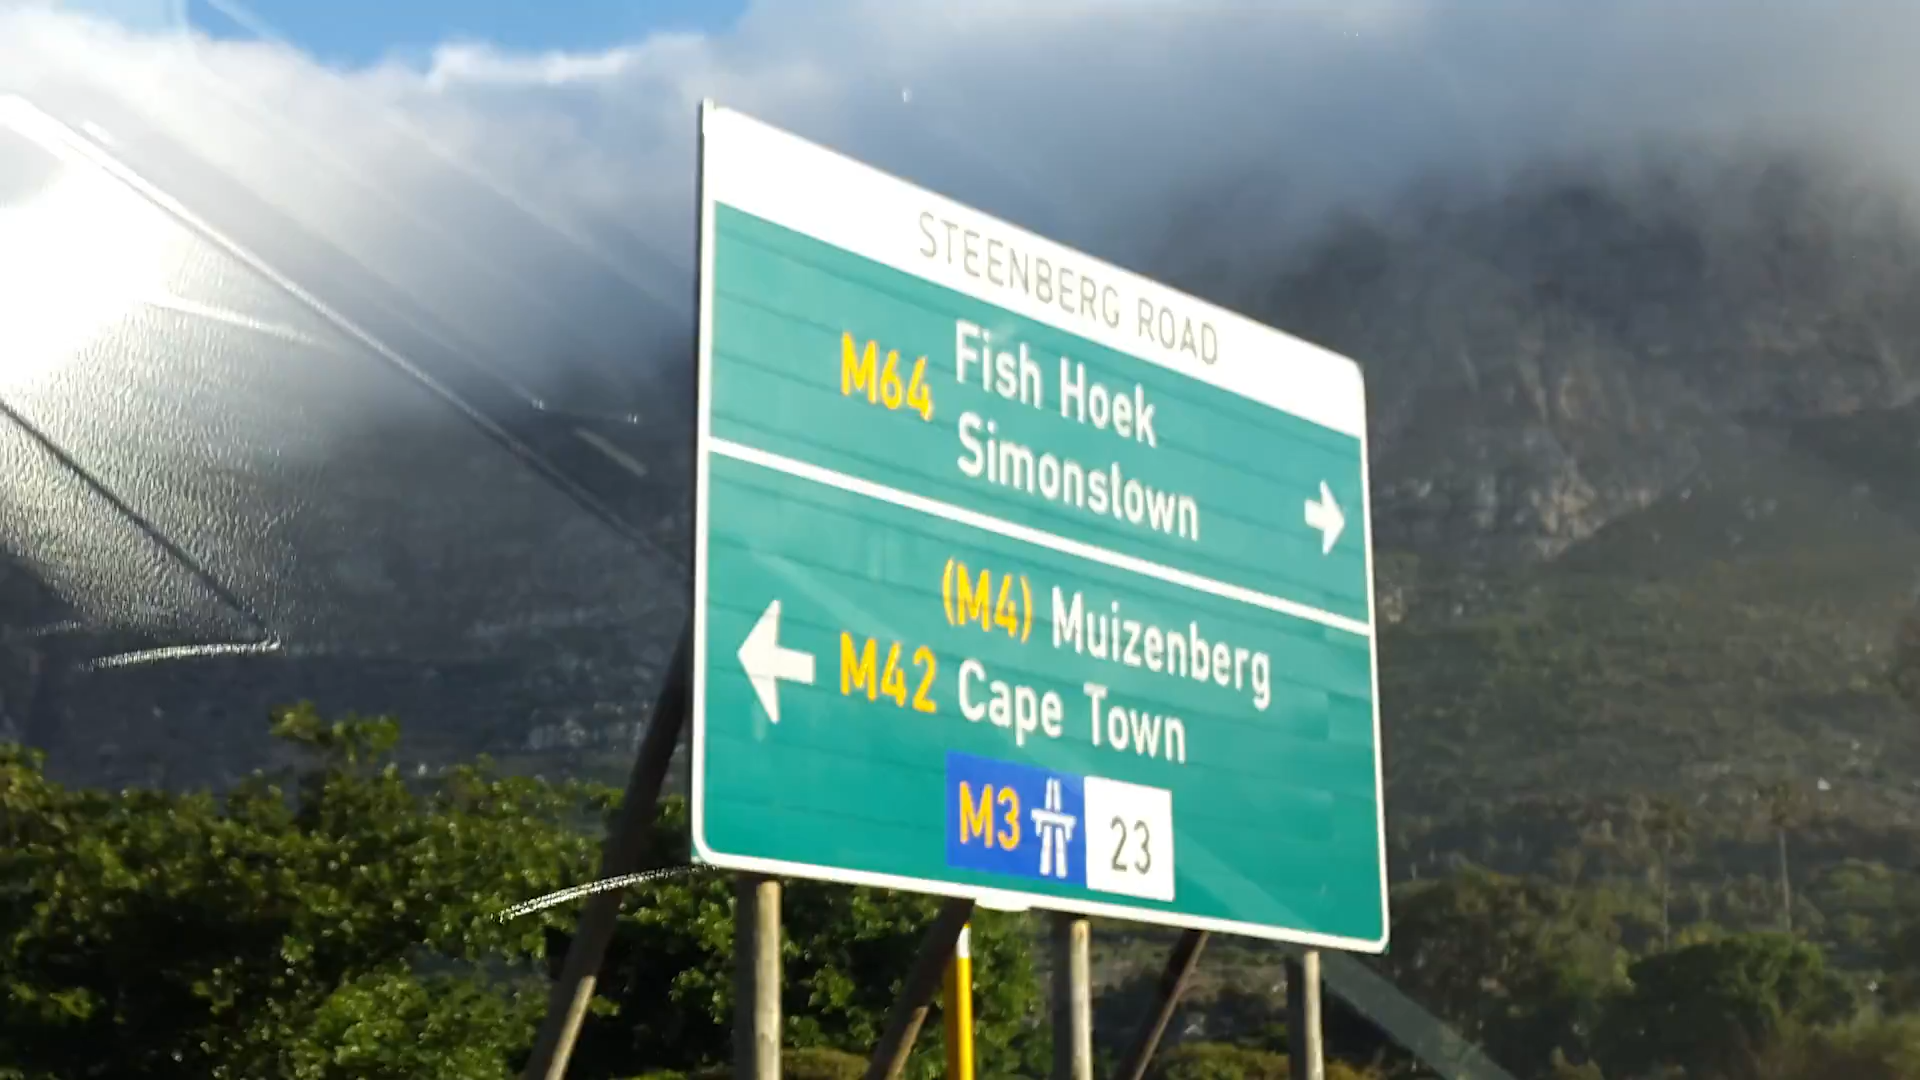 STEENBERG ROAD
M64 Fish Hoek
Simonstown
(M4) Muizenberg
M42 Cape Town
M3 23